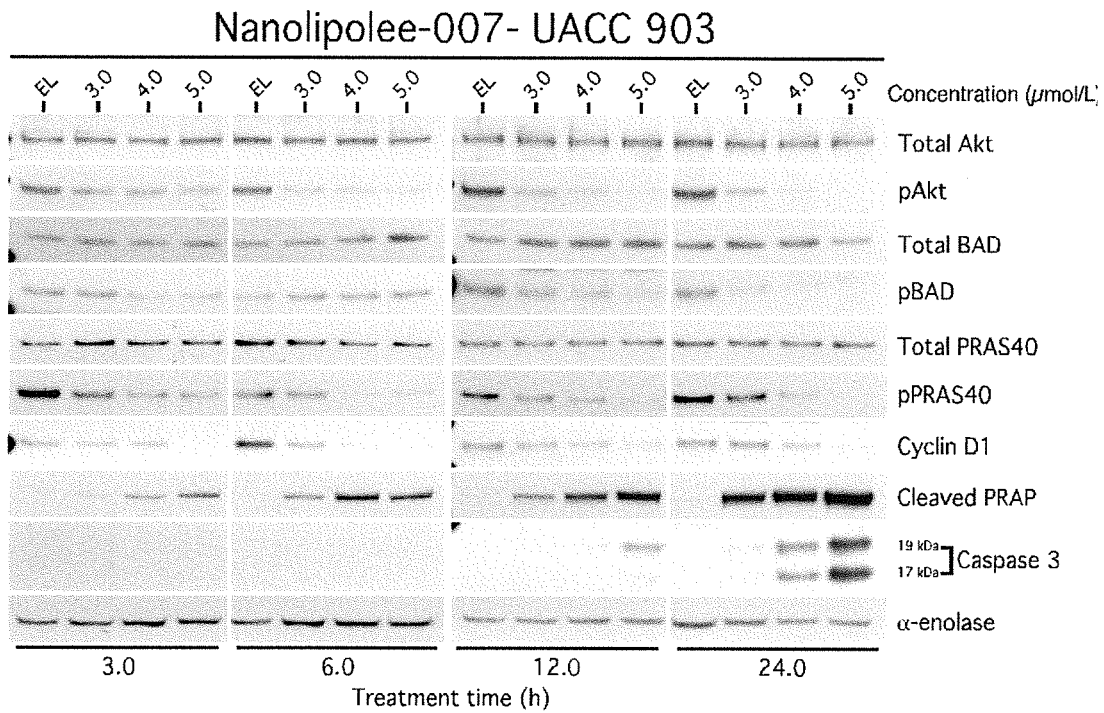 Nanolipolee-007- UACC 903
EL 3.0 4.0 5.0 EL 3.0 4.0 5.0 EL 3.0 4.0 5.0 EL 3.0 4.0 5.0 Concentration (µmol/L)
Total Akt
pAkt
Total BAD
pBAD
Total PRAS40
pPRAS40
Cyclin D1
Cleaved PRAP
19 kDa
17 kDa
Caspase 3
α-enolase
3.0 6.0 12.0 24.0
Treatment time (h)